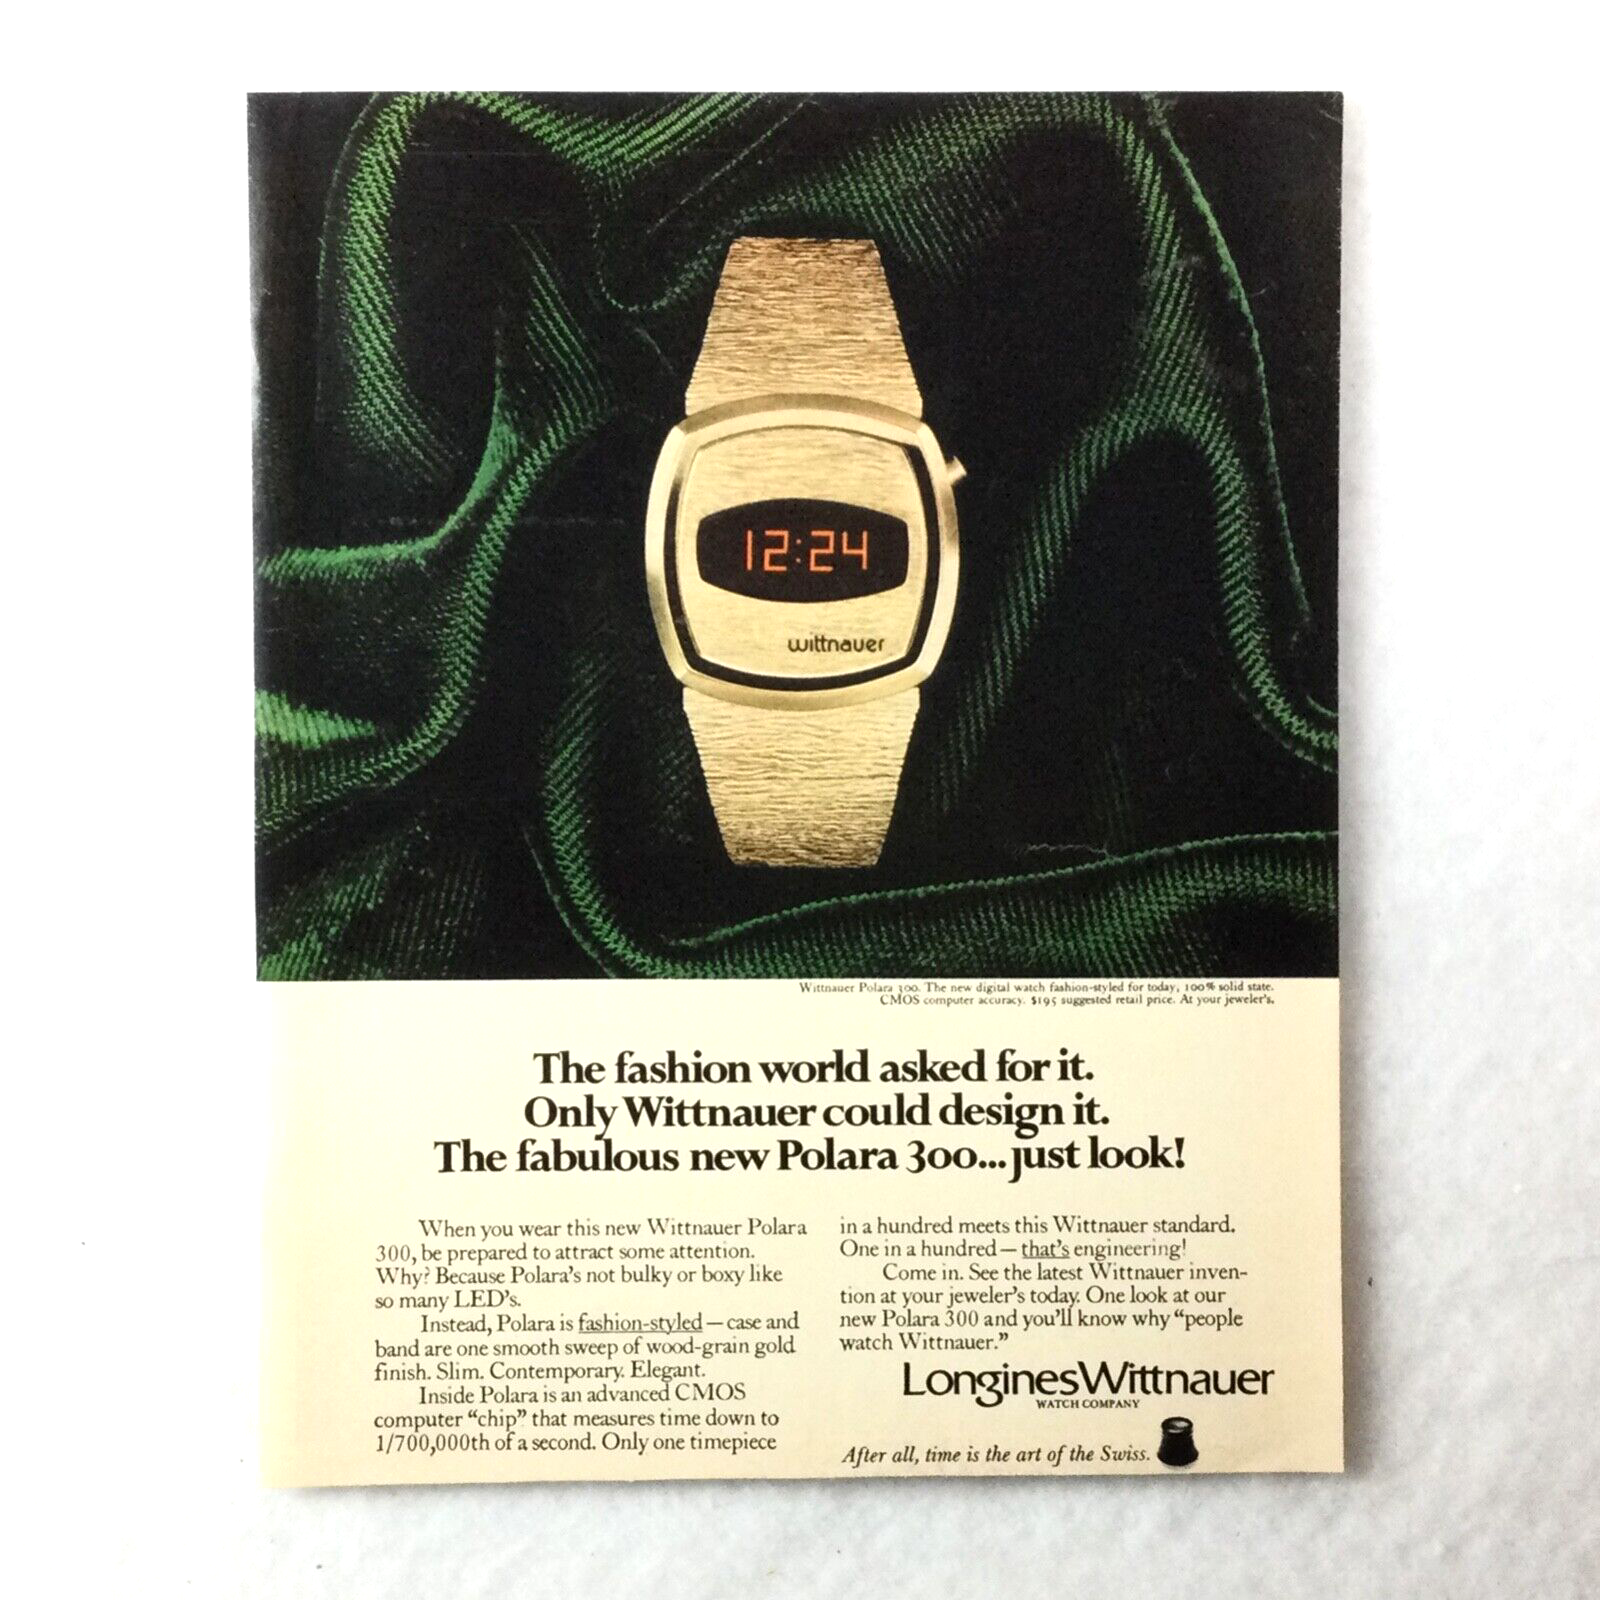 12:24
wittnauer
Wittnauer Polara 300. The new digital watch fashion-styled for today, 100% solid state.
CMOS computer accuracy. $195 suggested retail price. At your jeweler's.
The fashion world asked for it.
Only Wittnauer could design it.
The fabulous new Polara 300...just look!
When you wear this new Wittnauer Polara
300, be prepared to attract some attention.
Why? Because Polara's not bulky or boxy like
so many LED's.
Instead, Polara is fashion-styled—case and
band are one smooth sweep of wood-grain gold
finish. Slim. Contemporary. Elegant.
Inside Polara is an advanced CMOS
computer "chip" that measures time down to
1/700,000th of a second. Only one timepiece
in a hundred meets this Wittnauer standard.
One in a hundred—that's engineering!
Come in. See the latest Wittnauer inven-
tion at your jeweler's today. One look at our
new Polara 300 and you'll know why "people
watch Wittnauer."
LonginesWittnauer
WATCH COMPANY
After all, time is the art of the Swiss.